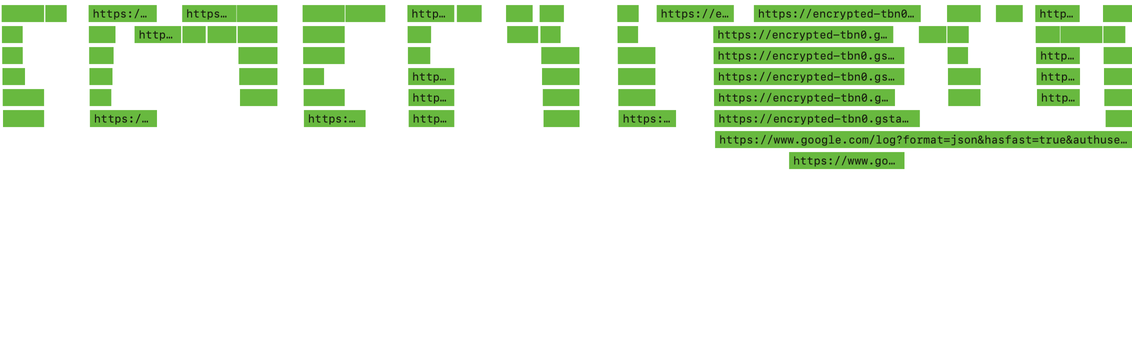 https:/… https… http… https://e… https://encrypted-tbn0… http…
http… https://encrypted-tbn0.g…
https://encrypted-tbn0.gs… http…
http… https://encrypted-tbn0.gs… http…
http… https://encrypted-tbn0.g… http…
https:/… https:… http… https:… https://encrypted-tbn0.gsta…
https://www.google.com/log?format=json&hasfast=true&authuse…
https://www.go…